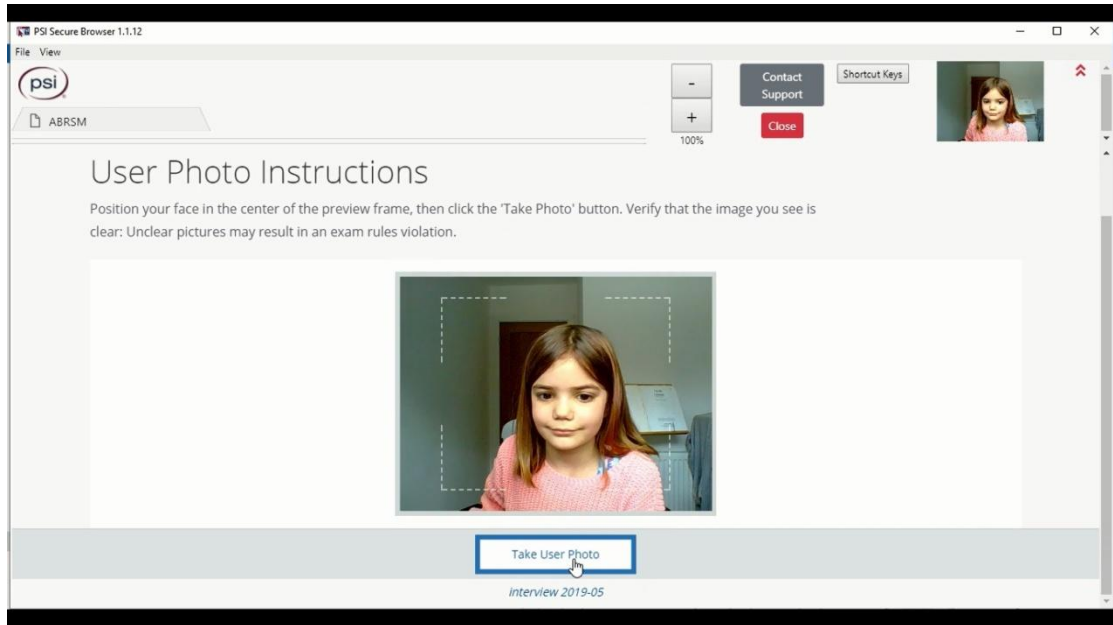 PSI Secure Browser 1.1.12
File View
psi
ABRSM
-
+
100%
Contact
Support
Close
Shortcut Keys
User Photo Instructions
Position your face in the center of the preview frame, then click the 'Take Photo' button. Verify that the image you see is
clear: Unclear pictures may result in an exam rules violation.
Take User Photo
Interview 2019-05